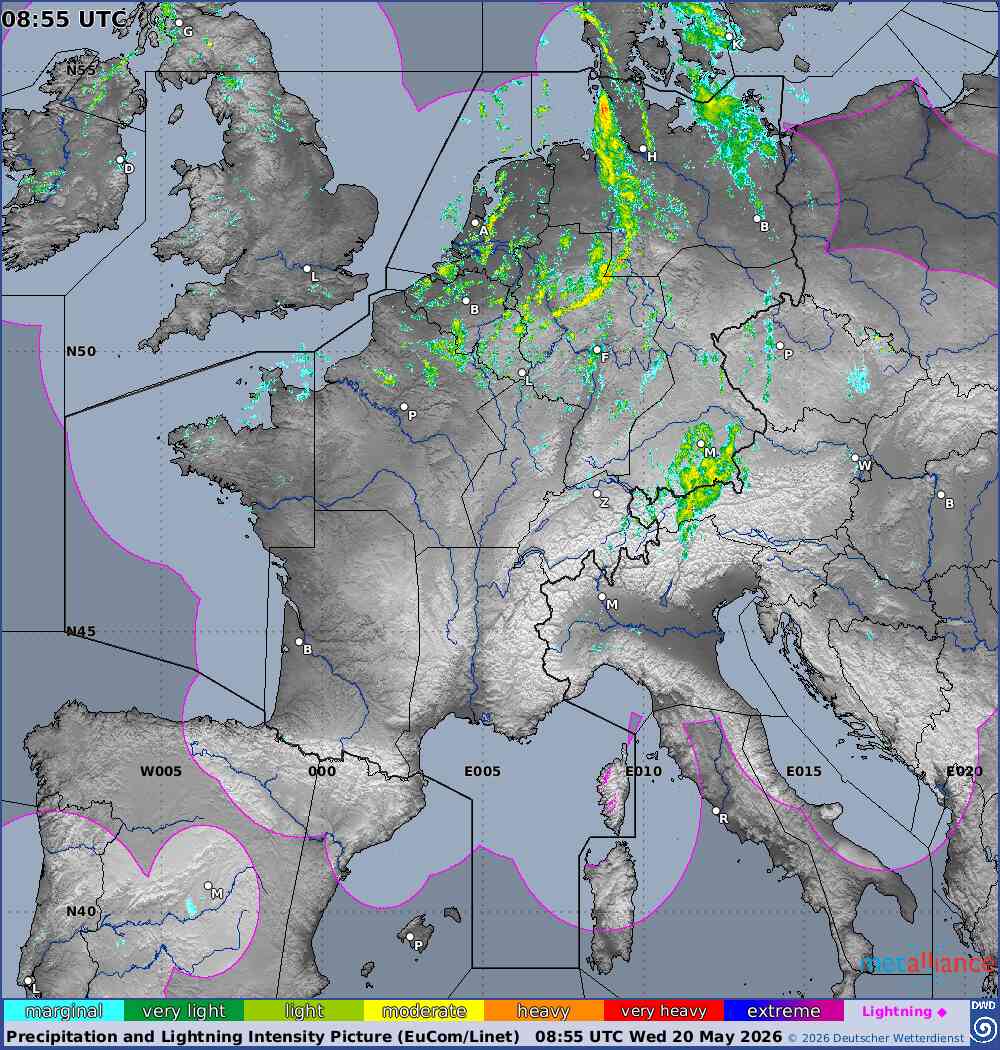 08:55 UTC
G
K
N55
D
H
A
B
L
B
N50
F
P
L
P
M
W
Z
B
M
N45
B
W005
000
E005
E010
E015
E020
R
M
N40
P
L
metalliance
marginal
very light
light
moderate
heavy
very heavy
extreme
Lightning
DWD
Precipitation and Lightning Intensity Picture (EuCom/Linet) 08:55 UTC Wed 20 May 2026 © 2026 Deutscher Wetterdienst